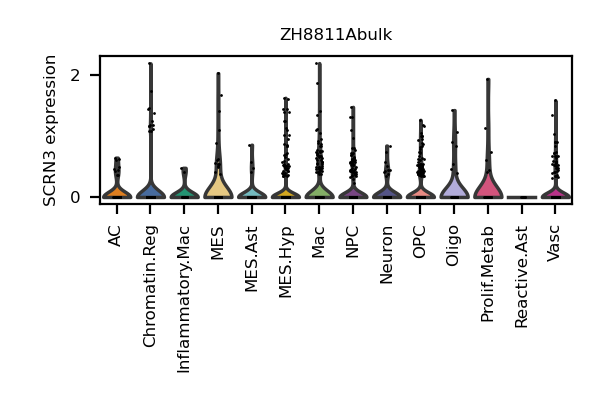 ZH8811Abulk
SCRN3 expression
2
0
AC
Chromatin.Reg
Inflammatory.Mac
MES
MES.Ast
MES.Hyp
Mac
NPC
Neuron
OPC
Oligo
Prolif.Metab
Reactive.Ast
Vasc